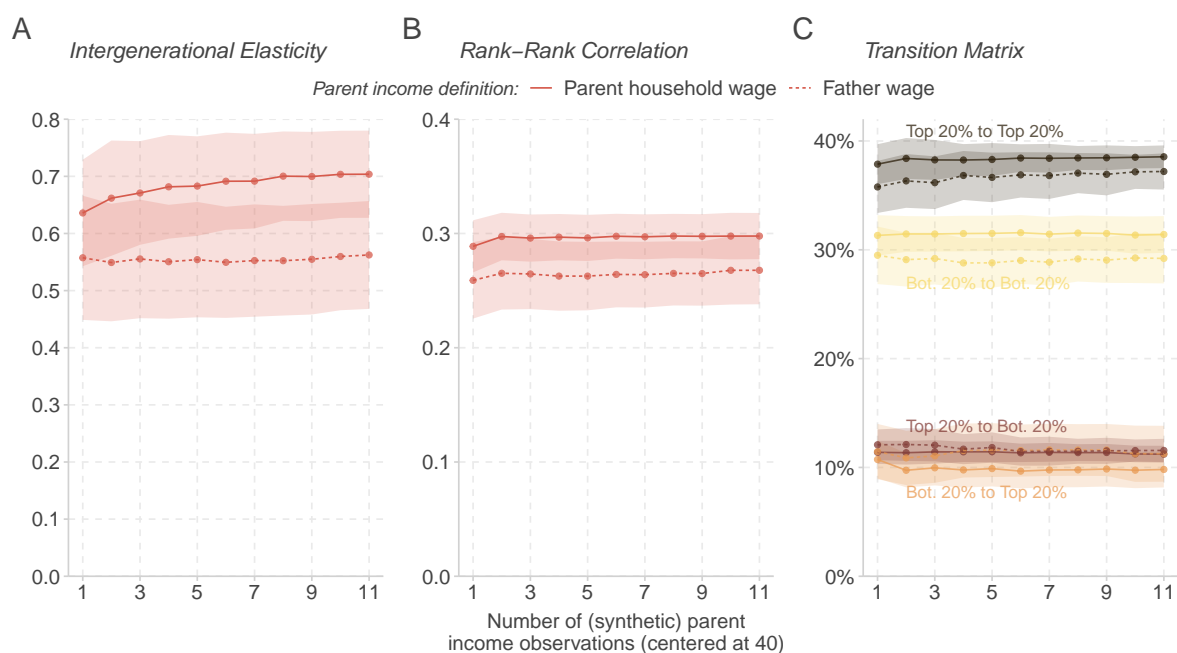 A
Intergenerational Elasticity
B
Rank−Rank Correlation
C
Transition Matrix
Parent income definition:
Parent household wage
Father wage
0.8
0.7
0.6
0.5
0.4
0.3
0.2
0.1
0.0
1 3 5 7 9 11
0.4
0.3
0.2
0.1
0.0
1 3 5 7 9 11
Number of (synthetic) parent
income observations (centered at 40)
40%
30%
20%
10%
0%
Top 20% to Top 20%
Bot. 20% to Bot. 20%
Top 20% to Bot. 20%
Bot. 20% to Top 20%
1 3 5 7 9 11